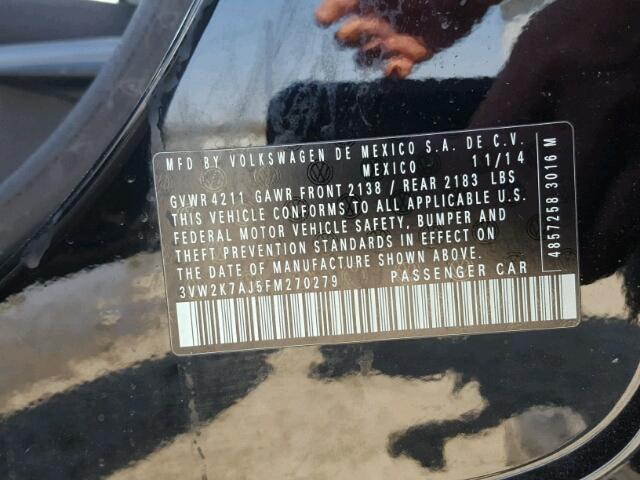 MFD BY VOLKSWAGEN DE MEXICO S.A. DE C.V.
MEXICO 11/14
GVWR 4211 GAWR FRONT 2138 / REAR 2183 LBS
THIS VEHICLE CONFORMS TO ALL APPLICABLE U.S.
FEDERAL MOTOR VEHICLE SAFETY, BUMPER AND
THEFT PREVENTION STANDARDS IN EFFECT ON
THE DATE OF MANUFACTURE SHOWN ABOVE.
3VW2K7AJ5FM270279 PASSENGER CAR
4857258 3016 M